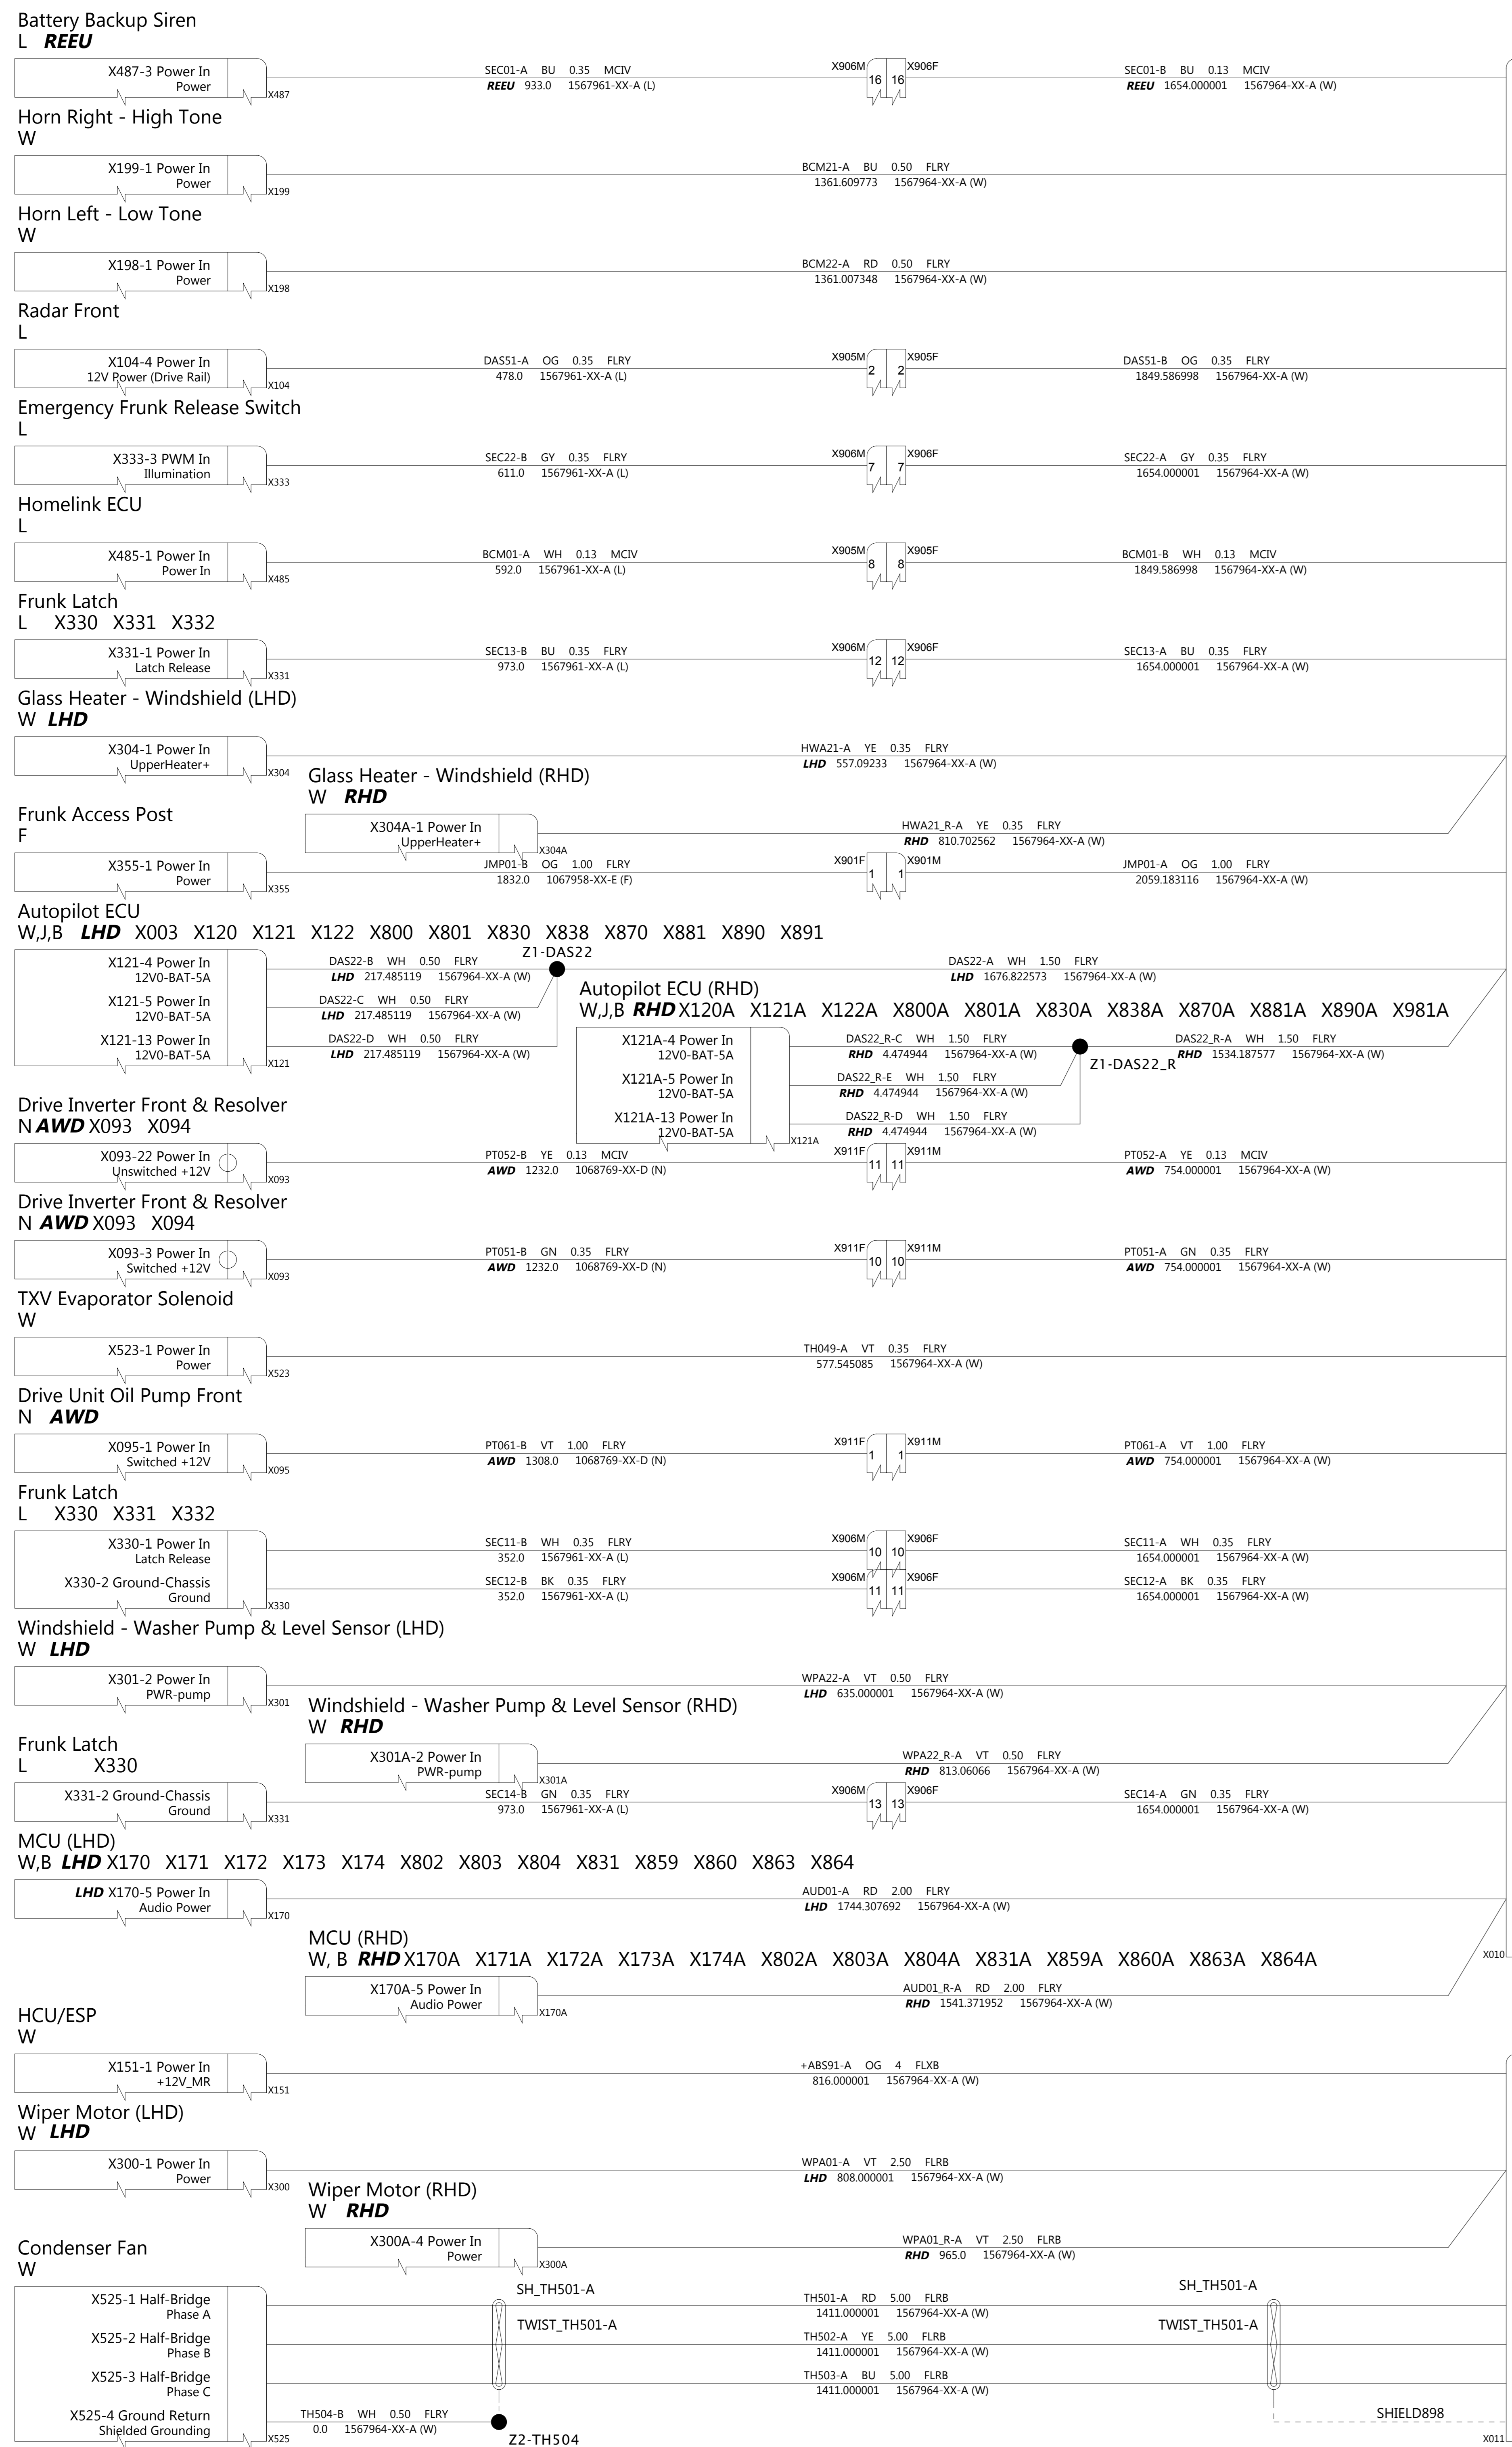 Battery Backup Siren
L REEU
X487-3 Power In
Power
X487
SEC01-A BU 0.35 MCIV
REEU 933.0 1567961-XX-A (L)
X906M 16 16 X906F
SEC01-B BU 0.13 MCIV
REEU 1654.000001 1567964-XX-A (W)
Horn Right - High Tone
W
X199-1 Power In
Power
X199
BCM21-A BU 0.50 FLRY
1361.609773 1567964-XX-A (W)
Horn Left - Low Tone
W
X198-1 Power In
Power
X198
BCM22-A RD 0.50 FLRY
1361.007348 1567964-XX-A (W)
Radar Front
L
X104-4 Power In
12V Power (Drive Rail)
X104
DAS51-A OG 0.35 FLRY
478.0 1567961-XX-A (L)
X905M 2 2 X905F
DAS51-B OG 0.35 FLRY
1849.586998 1567964-XX-A (W)
Emergency Frunk Release Switch
L
X333-3 PWM In
Illumination
X333
SEC22-B GY 0.35 FLRY
611.0 1567961-XX-A (L)
X906M 7 7 X906F
SEC22-A GY 0.35 FLRY
1654.000001 1567964-XX-A (W)
Homelink ECU
L
X485-1 Power In
Power In
X485
BCM01-A WH 0.13 MCIV
592.0 1567961-XX-A (L)
X905M 8 8 X905F
BCM01-B WH 0.13 MCIV
1849.586998 1567964-XX-A (W)
Frunk Latch
L X330 X331 X332
X331-1 Power In
Latch Release
X331
SEC13-B BU 0.35 FLRY
973.0 1567961-XX-A (L)
X906M 12 12 X906F
SEC13-A BU 0.35 FLRY
1654.000001 1567964-XX-A (W)
Glass Heater - Windshield (LHD)
W LHD
X304-1 Power In
UpperHeater+
X304
HWA21-A YE 0.35 FLRY
LHD 557.09233 1567964-XX-A (W)
Glass Heater - Windshield (RHD)
W RHD
X304A-1 Power In
UpperHeater+
X304A
HWA21_R-A YE 0.35 FLRY
RHD 810.702562 1567964-XX-A (W)
Frunk Access Post
F
X355-1 Power In
Power
X355
JMP01-B OG 1.00 FLRY
1832.0 1067958-XX-E (F)
X901F 1 1 X901M
JMP01-A OG 1.00 FLRY
2059.183116 1567964-XX-A (W)
Autopilot ECU
W,J,B LHD X003 X120 X121 X122 X800 X801 X830 X838 X870 X881 X890 X891
X121-4 Power In
12V0-BAT-5A
X121-5 Power In
12V0-BAT-5A
X121-13 Power In
12V0-BAT-5A
X121
DAS22-B WH 0.50 FLRY
LHD 217.485119 1567964-XX-A (W)
DAS22-C WH 0.50 FLRY
LHD 217.485119 1567964-XX-A (W)
DAS22-D WH 0.50 FLRY
LHD 217.485119 1567964-XX-A (W)
Z1-DAS22
DAS22-A WH 1.50 FLRY
LHD 1676.822573 1567964-XX-A (W)
Autopilot ECU (RHD)
W,J,B RHD X120A X121A X122A X800A X801A X830A X838A X870A X881A X890A X981A
X121A-4 Power In
12V0-BAT-5A
X121A-5 Power In
12V0-BAT-5A
X121A-13 Power In
12V0-BAT-5A
X121A
DAS22_R-C WH 1.50 FLRY
RHD 4.474944 1567964-XX-A (W)
DAS22_R-E WH 1.50 FLRY
RHD 4.474944 1567964-XX-A (W)
DAS22_R-D WH 1.50 FLRY
RHD 4.474944 1567964-XX-A (W)
Z1-DAS22_R
DAS22_R-A WH 1.50 FLRY
RHD 1534.187577 1567964-XX-A (W)
Drive Inverter Front & Resolver
N AWD X093 X094
X093-22 Power In
Unswitched +12V
X093
PT052-B YE 0.13 MCIV
AWD 1232.0 1068769-XX-D (N)
X911F 11 11 X911M
PT052-A YE 0.13 MCIV
AWD 754.000001 1567964-XX-A (W)
Drive Inverter Front & Resolver
N AWD X093 X094
X093-3 Power In
Switched +12V
X093
PT051-B GN 0.35 FLRY
AWD 1232.0 1068769-XX-D (N)
X911F 10 10 X911M
PT051-A GN 0.35 FLRY
AWD 754.000001 1567964-XX-A (W)
TXV Evaporator Solenoid
W
X523-1 Power In
Power
X523
TH049-A VT 0.35 FLRY
577.545085 1567964-XX-A (W)
Drive Unit Oil Pump Front
N AWD
X095-1 Power In
Switched +12V
X095
PT061-B VT 1.00 FLRY
AWD 1308.0 1068769-XX-D (N)
X911F 1 1 X911M
PT061-A VT 1.00 FLRY
AWD 754.000001 1567964-XX-A (W)
Frunk Latch
L X330 X331 X332
X330-1 Power In
Latch Release
X330-2 Ground-Chassis
Ground
X330
SEC11-B WH 0.35 FLRY
352.0 1567961-XX-A (L)
X906M 10 10 X906F
SEC11-A WH 0.35 FLRY
1654.000001 1567964-XX-A (W)
SEC12-B BK 0.35 FLRY
352.0 1567961-XX-A (L)
X906M 11 11 X906F
SEC12-A BK 0.35 FLRY
1654.000001 1567964-XX-A (W)
Windshield - Washer Pump & Level Sensor (LHD)
W LHD
X301-2 Power In
PWR-pump
X301
WPA22-A VT 0.50 FLRY
LHD 635.000001 1567964-XX-A (W)
Windshield - Washer Pump & Level Sensor (RHD)
W RHD
X301A-2 Power In
PWR-pump
X301A
WPA22_R-A VT 0.50 FLRY
RHD 813.06066 1567964-XX-A (W)
Frunk Latch
L X330
X331-2 Ground-Chassis
Ground
X331
SEC14-B GN 0.35 FLRY
973.0 1567961-XX-A (L)
X906M 13 13 X906F
SEC14-A GN 0.35 FLRY
1654.000001 1567964-XX-A (W)
MCU (LHD)
W,B LHD X170 X171 X172 X173 X174 X802 X803 X804 X831 X859 X860 X863 X864
LHD X170-5 Power In
Audio Power
X170
AUD01-A RD 2.00 FLRY
LHD 1744.307692 1567964-XX-A (W)
MCU (RHD)
W, B RHD X170A X171A X172A X173A X174A X802A X803A X804A X831A X859A X860A X863A X864A
X170A-5 Power In
Audio Power
X170A
AUD01_R-A RD 2.00 FLRY
RHD 1541.371952 1567964-XX-A (W)
X010
HCU/ESP
W
X151-1 Power In
+12V_MR
X151
+ABS91-A OG 4 FLXB
816.000001 1567964-XX-A (W)
Wiper Motor (LHD)
W LHD
X300-1 Power In
Power
X300
WPA01-A VT 2.50 FLRB
LHD 808.000001 1567964-XX-A (W)
Wiper Motor (RHD)
W RHD
X300A-4 Power In
Power
X300A
WPA01_R-A VT 2.50 FLRB
RHD 965.0 1567964-XX-A (W)
Condenser Fan
W
X525-1 Half-Bridge
Phase A
X525-2 Half-Bridge
Phase B
X525-3 Half-Bridge
Phase C
X525-4 Ground Return
Shielded Grounding
X525
SH_TH501-A
TWIST_TH501-A
TH501-A RD 5.00 FLRB
1411.000001 1567964-XX-A (W)
TH502-A YE 5.00 FLRB
1411.000001 1567964-XX-A (W)
TH503-A BU 5.00 FLRB
1411.000001 1567964-XX-A (W)
SH_TH501-A
TWIST_TH501-A
TH504-B WH 0.50 FLRY
0.0 1567964-XX-A (W)
Z2-TH504
SHIELD898
X011